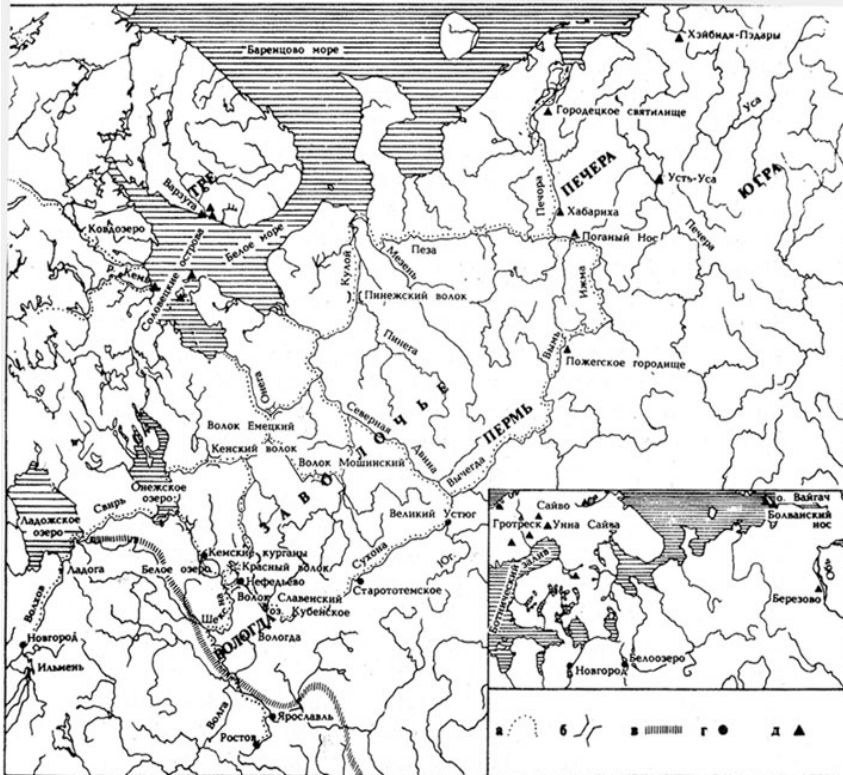 Баренцово море
Хэйбидя-Пэдары
Городецкое святилище
Уса
ПЕЧЕРА
Усть-Уса
ЮГРА
Печора
Хабариха
Поганый Нос
Печера
ТРЕ
Варзуга
Ковдозеро
р. Кемь
Соловецкие острова
Белое море
Кулой
Мезень
Пеза
Пинежский волок
Ижма
Вымь
Пинега
Пожегское городище
Онега
Волок Емецкий
Северная Двина
ПЕРМЬ
Кенский волок
Волок Мошинский
Вычегда
ЗАВОЛОЧЬЕ
Онежское
озеро
Свирь
Ладожское
озеро
Великий Устюг
Кемские курганы
Сухона
Ладога
Белое озеро
Красный волок
Нефедьево
Юг
Волок Славенский
Старототемское
оз. Кубенское
Волхов
Шексна
ВОЛОГДА
Вологда
Новгород
Ильмень
Волга
Ярославль
Ростов
Сайво
Гротреск
Унна Сайва
о. Вайгач
Болванский
нос
Ботнический залив
Обь
Березово
Белоозеро
Новгород
а
б
в
г
д